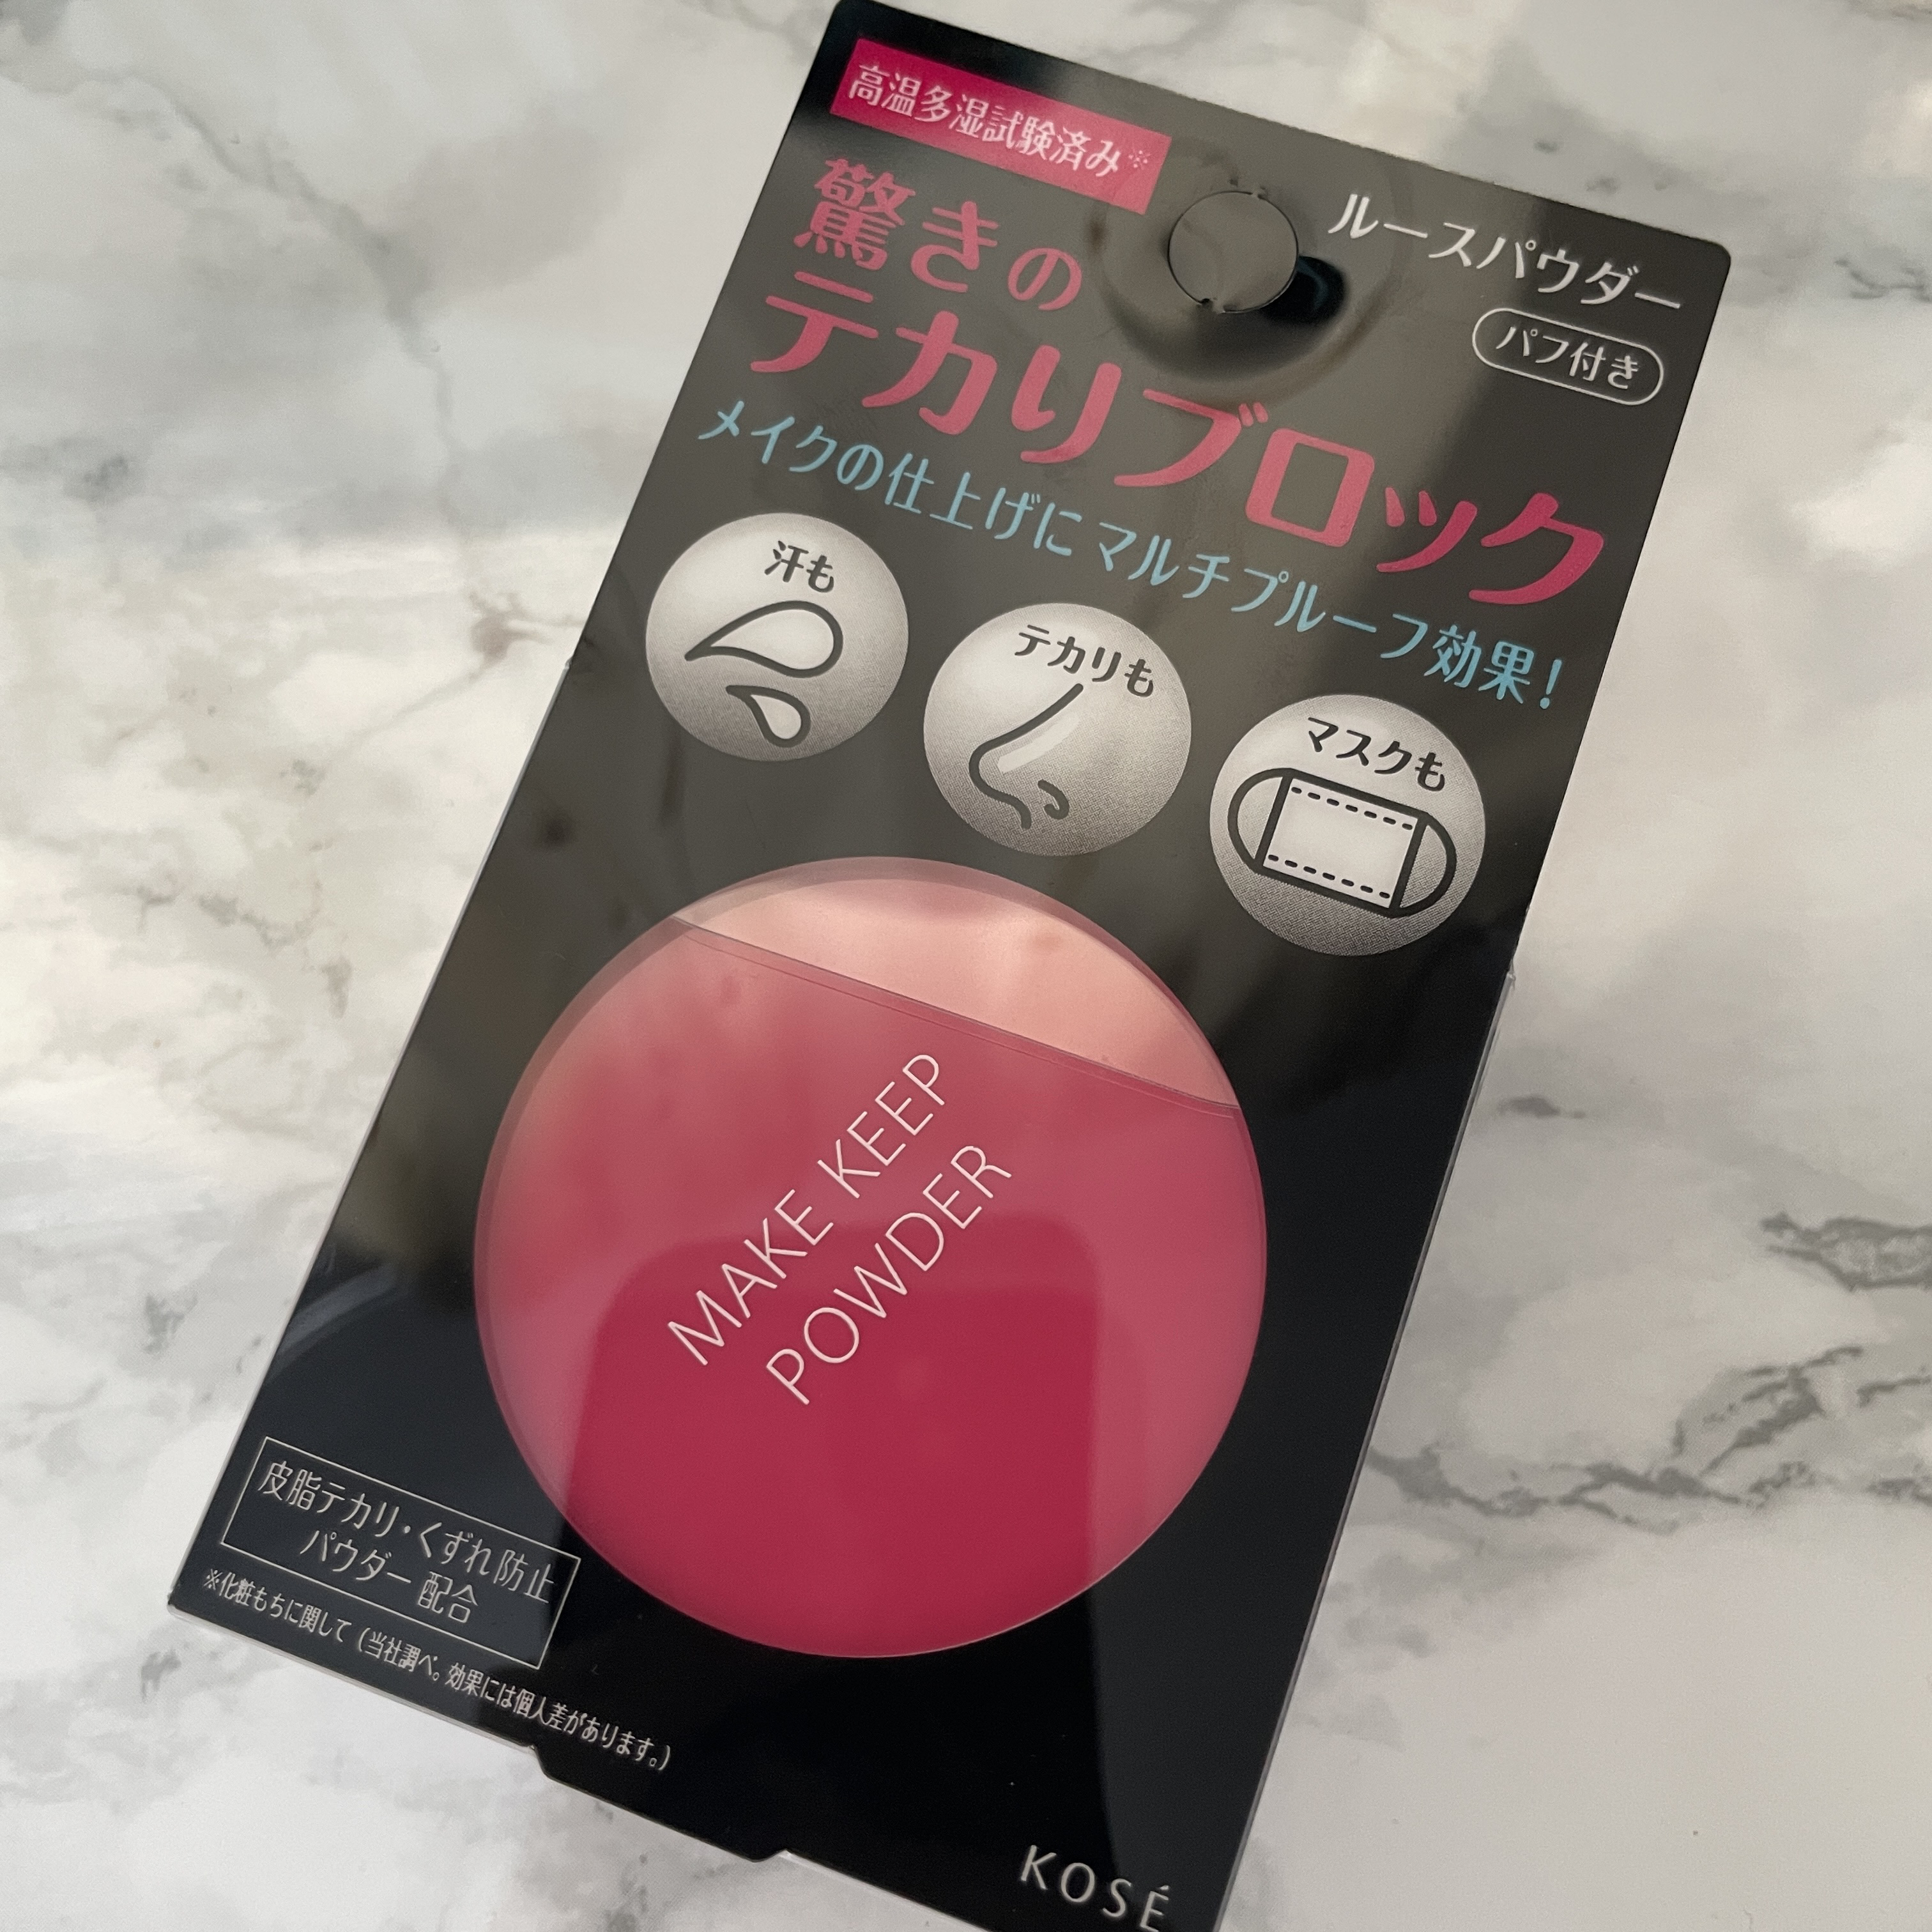 高温多湿試験済み※
ルースパウダー
パフ付き
驚きの
テカリブロック
メイクの仕上げにマルチプルーフ効果!
汗も
テカリも
マスクも
MAKE KEEP
POWDER
皮脂テカリ・くずれ防止
パウダー配合
※化粧もちに関して(当社調べ。効果には個人差があります。)
KOSÉ